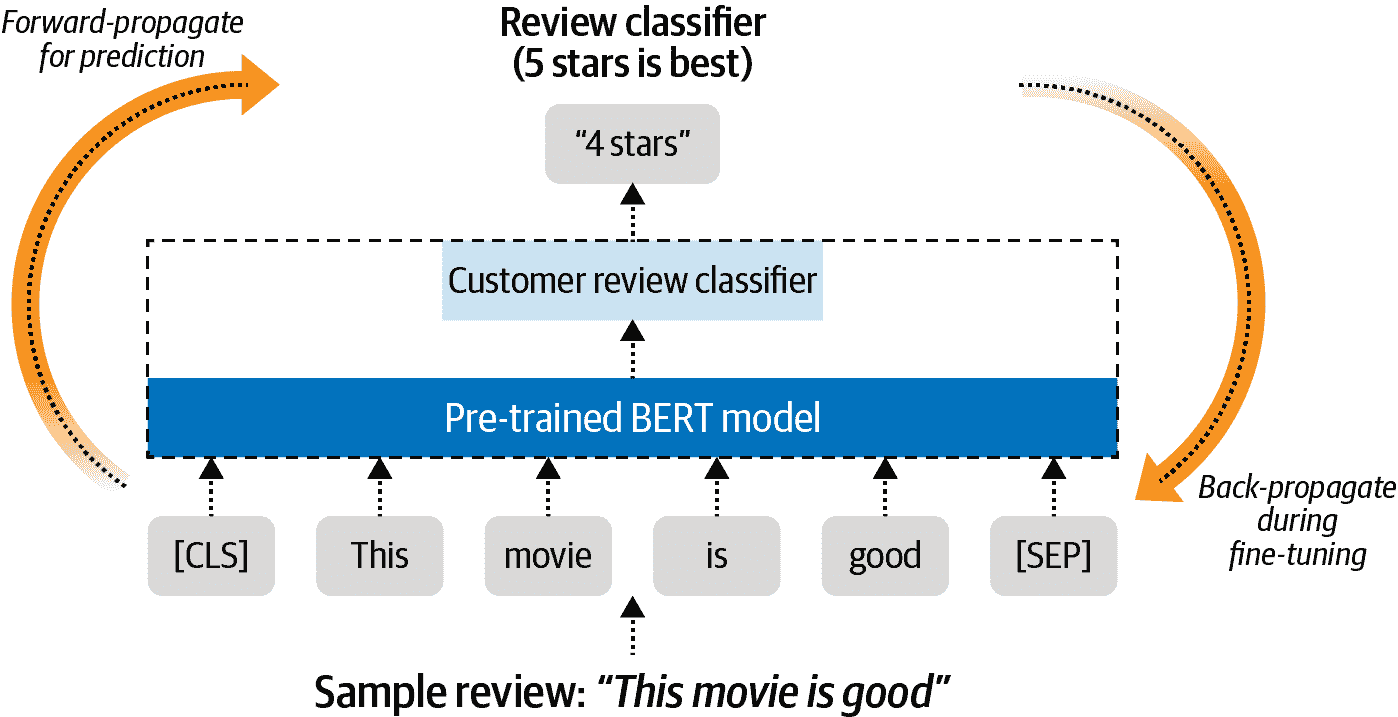 Forward-propagate
for prediction
Review classifier
(5 stars is best)
“4 stars”
Customer review classifier
Pre-trained BERT model
Back-propagate
during
fine-tuning
[CLS] This movie is good [SEP]
Sample review: “This movie is good”